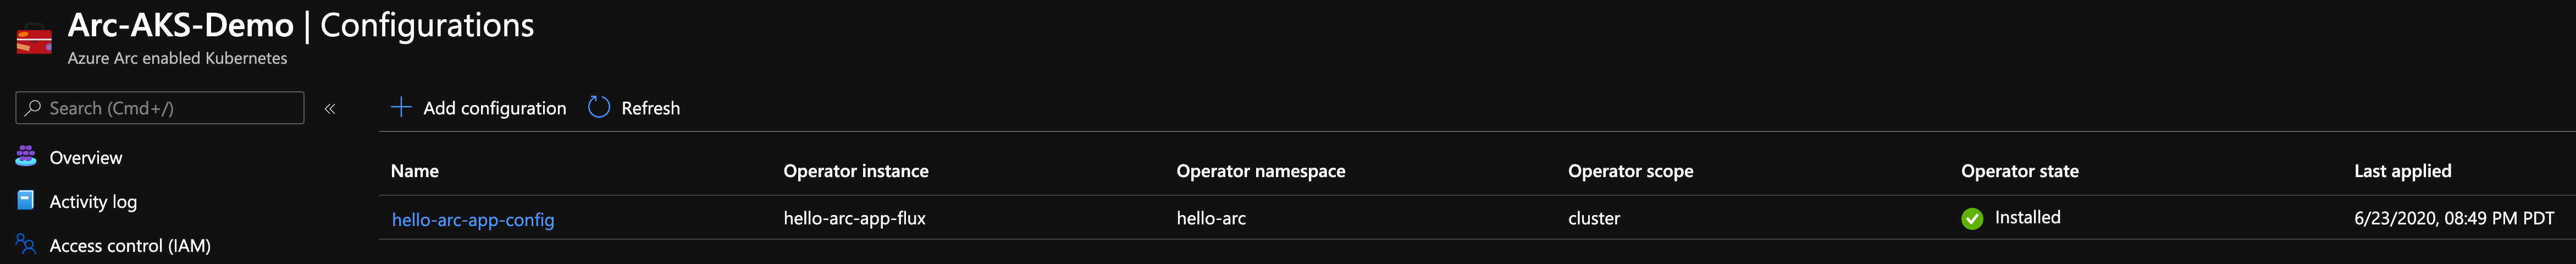 Arc-AKS-Demo | Configurations
Azure Arc enabled Kubernetes
Search (Cmd+/)
«
Add configuration Refresh
Overview
Activity log
Access control (IAM)
Name Operator instance Operator namespace Operator scope Operator state Last applied
hello-arc-app-config hello-arc-app-flux hello-arc cluster Installed 6/23/2020, 08:49 PM PDT